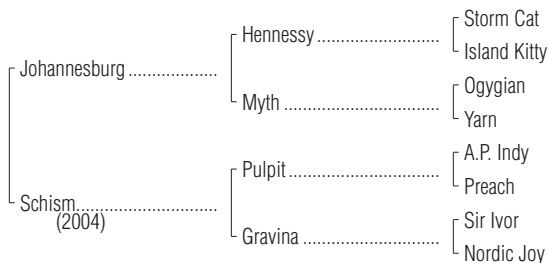 Storm Cat
Hennessy
Island Kitty
Johannesburg
Ogygian
Myth
Yarn
A.P. Indy
Pulpit
Preach
Schism
(2004)
Sir Ivor
Gravina
Nordic Joy